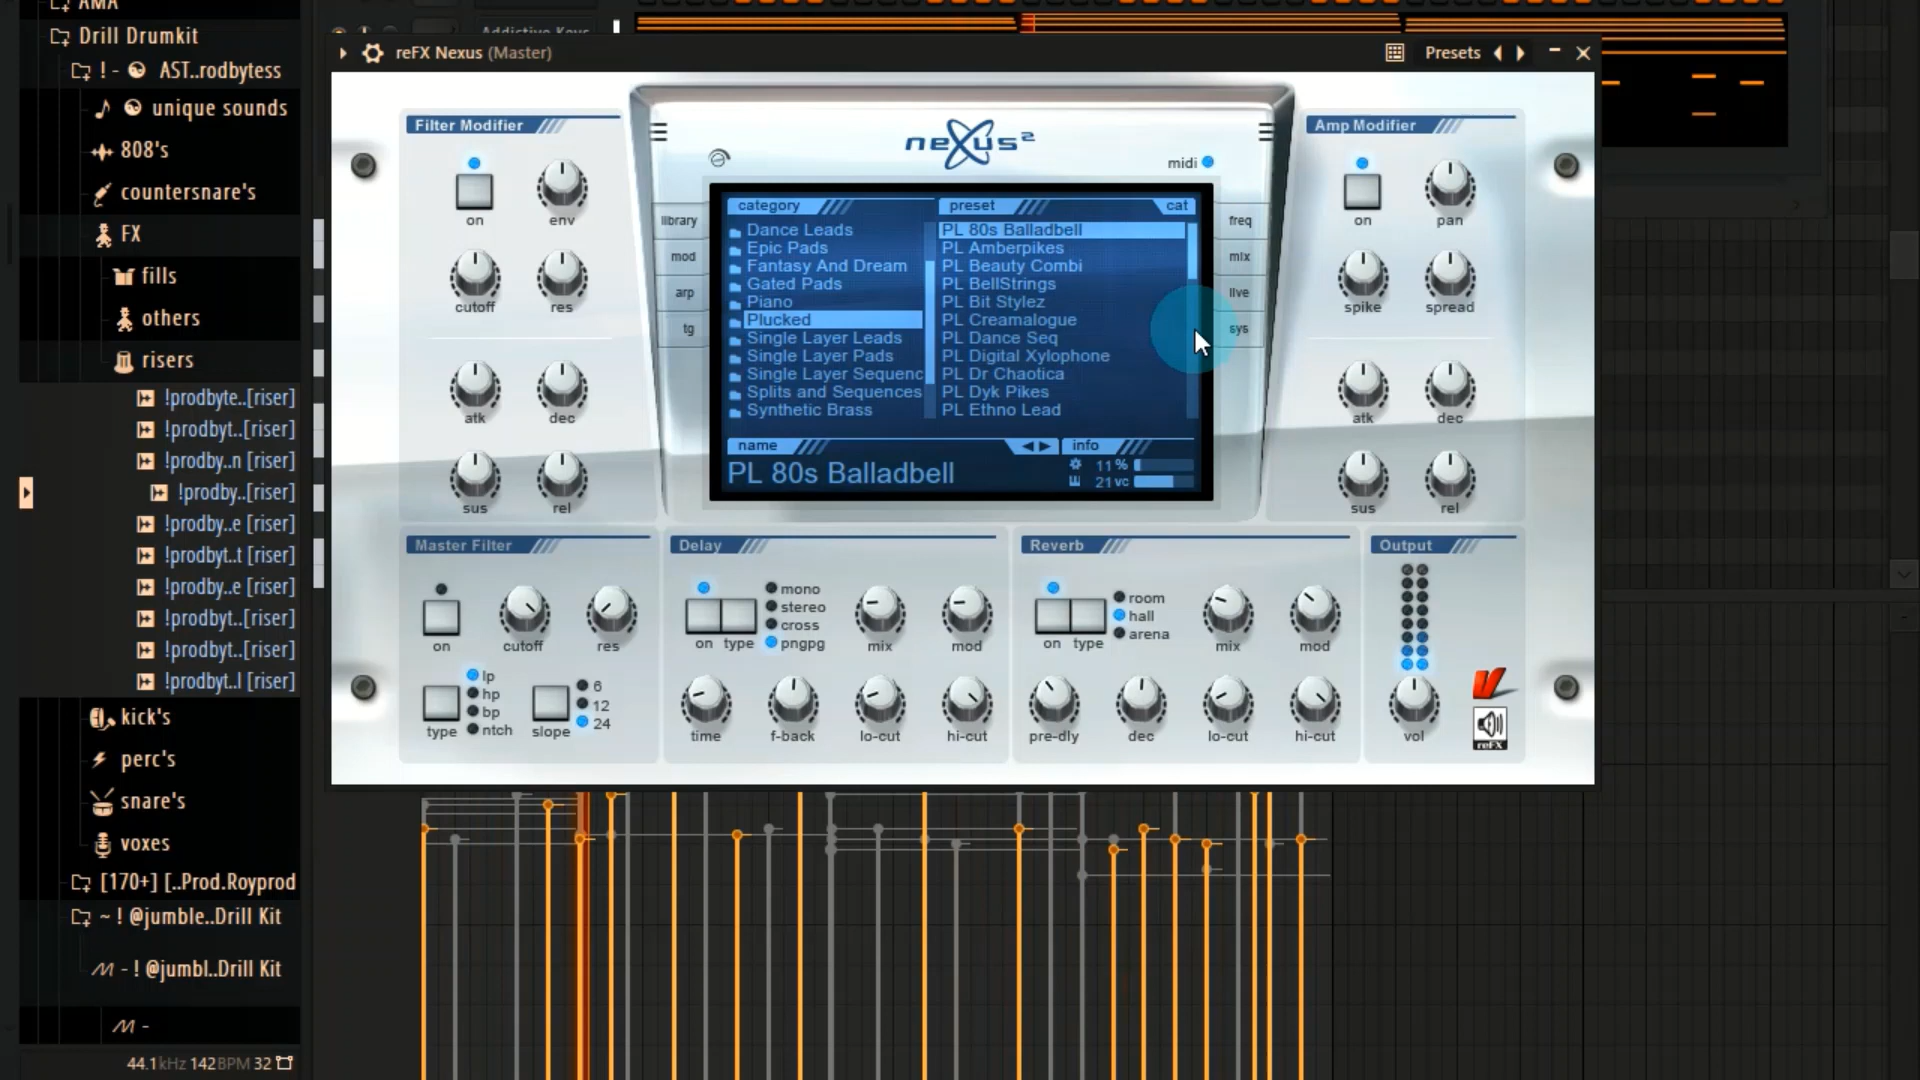 AMA
Drill Drumkit
! - AST..rodbytess
unique sounds
808's
countersnare's
FX
fills
others
risers
!prodbyte..[riser]
!prodbyt..[riser]
!prodby..n [riser]
!prodby..[riser]
!prodby..e [riser]
!prodbyt..t [riser]
!prodby..e [riser]
!prodbyt..[riser]
!prodbyt..[riser]
!prodbyt..l [riser]
kick's
perc's
snare's
voxes
[170+] [..Prod.Royprod
~ ! @jumble..Drill Kit
- ! @jumbl..Drill Kit
-
44.1kHz 142BPM 32
Addictive Keys
reFX Nexus (Master)
Presets
Filter Modifier
on
env
cutoff
res
atk
dec
sus
rel
neXus2
midi
library
mod
arp
tg
category
preset
cat
Dance Leads
Epic Pads
Fantasy And Dream
Gated Pads
Piano
Plucked
Single Layer Leads
Single Layer Pads
Single Layer Sequenc
Splits and Sequences
Synthetic Brass
PL 80s Balladbell
PL Amberpikes
PL Beauty Combi
PL BellStrings
PL Bit Stylez
PL Creamalogue
PL Dance Seq
PL Digital Xylophone
PL Dr Chaotica
PL Dyk Pikes
PL Ethno Lead
name
info
PL 80s Balladbell
11 %
21 vc
freq
mix
live
sys
Amp Modifier
on
pan
spike
spread
atk
dec
sus
rel
Master Filter
on
cutoff
res
type
lp
hp
bp
ntch
slope
6
12
24
Delay
on
type
mono
stereo
cross
pngpg
mix
mod
time
f-back
lo-cut
hi-cut
Reverb
on
type
room
hall
arena
mix
mod
pre-dly
dec
lo-cut
hi-cut
Output
vol
reFX